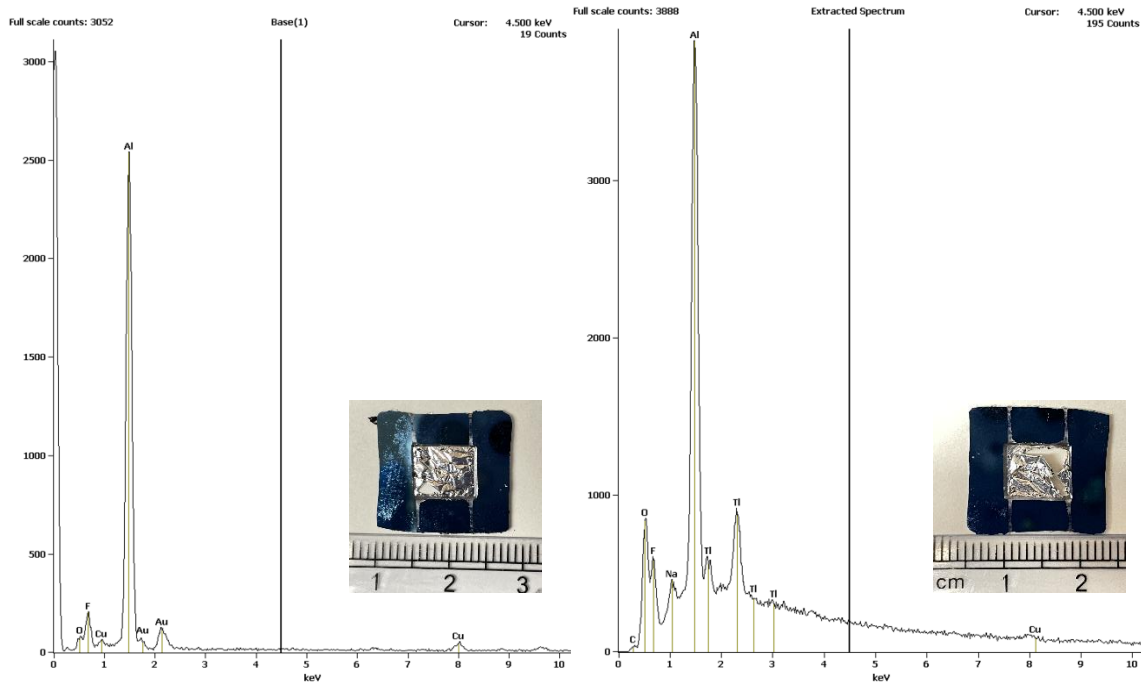 Full scale counts: 3052 Base(1) Cursor: 4.500 keV
19 Counts
3000
2500
2000
1500
1000
500
0
Al
O
F
Cu
Au
Au
Cu
0 1 2 3 4 5 6 7 8 9 10
keV
1 2 3
Full scale counts: 3888 Extracted Spectrum Cursor: 4.500 keV
195 Counts
3000
2000
1000
0
Al
C
O
F
Na
Tl
Tl
Tl
Tl
Cu
0 1 2 3 4 5 6 7 8 9 10
keV
cm 1 2